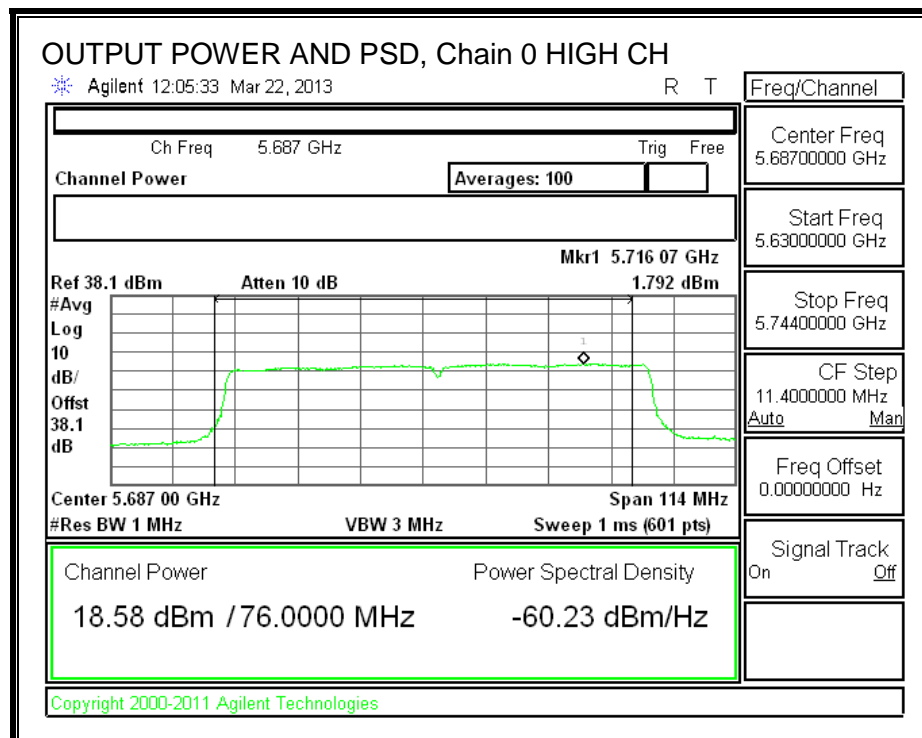 OUTPUT POWER AND PSD, Chain 0 HIGH CH
Agilent 12:05:33 Mar 22, 2013 R T
Ch Freq 5.687 GHz Trig Free
Channel Power Averages: 100
Mkr1 5.716 07 GHz
Ref 38.1 dBm Atten 10 dB 1.792 dBm
#Avg
Log
10
dB/
Offst
38.1
dB
1
Center 5.687 00 GHz Span 114 MHz
#Res BW 1 MHz VBW 3 MHz Sweep 1 ms (601 pts)
Channel Power Power Spectral Density
18.58 dBm / 76.0000 MHz -60.23 dBm/Hz
Copyright 2000-2011 Agilent Technologies
Freq/Channel
Center Freq
5.68700000 GHz
Start Freq
5.63000000 GHz
Stop Freq
5.74400000 GHz
CF Step
11.4000000 MHz
Auto Man
Freq Offset
0.00000000 Hz
Signal Track
On Off